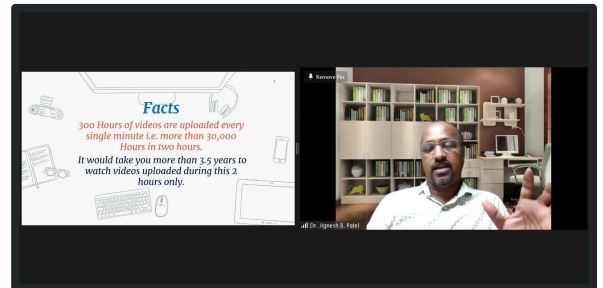 Facts
300 Hours of videos are uploaded every
single minute i.e. more than 30,000
Hours in two hours.
It would take you more than 3.5 years to
watch videos uploaded during this 2
hours only.
Remove Pin
Dr. Jignesh B. Patel